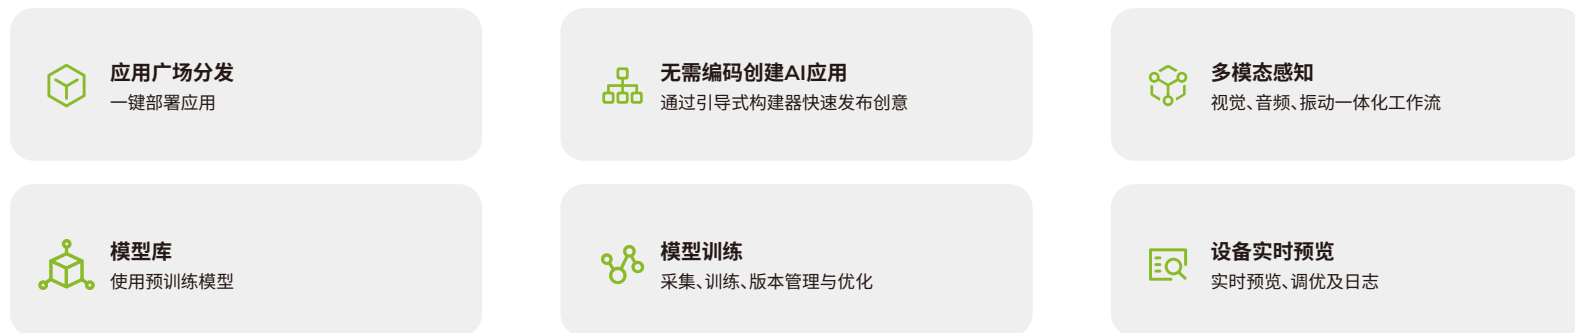 应用广场分发
一键部署应用
无需编码创建AI应用
通过引导式构建器快速发布创意
多模态感知
视觉、音频、振动一体化工作流
模型库
使用预训练模型
模型训练
采集、训练、版本管理与优化
设备实时预览
实时预览、调优及日志